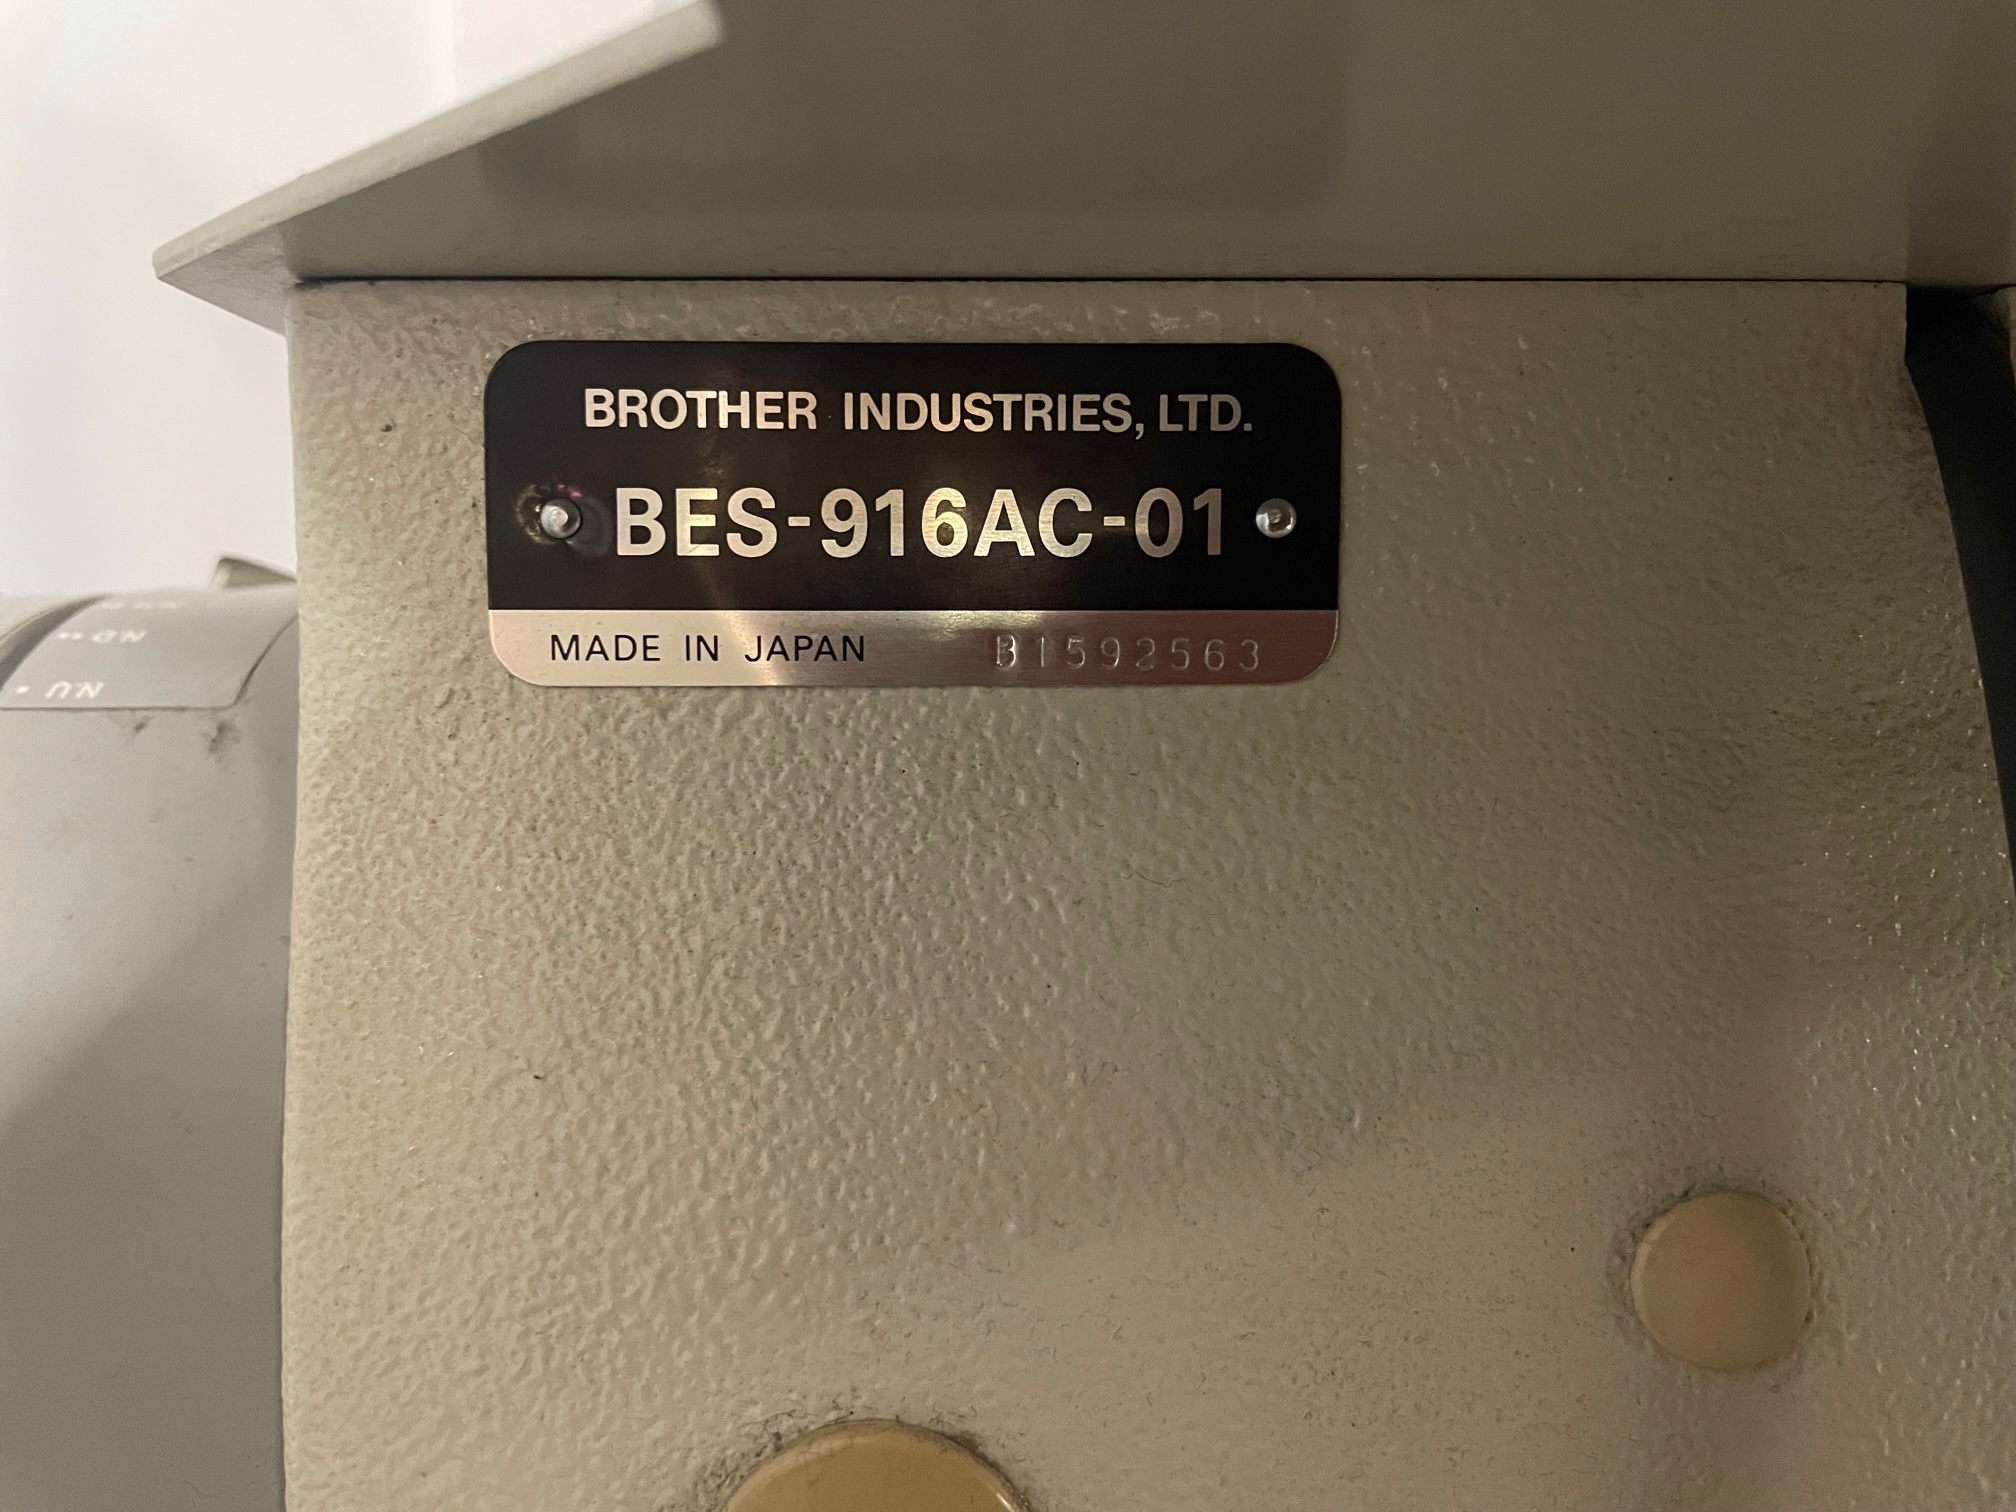 BROTHER INDUSTRIES, LTD.
BES-916AC-01
MADE IN JAPAN B1592563
N.D ••
N.U •